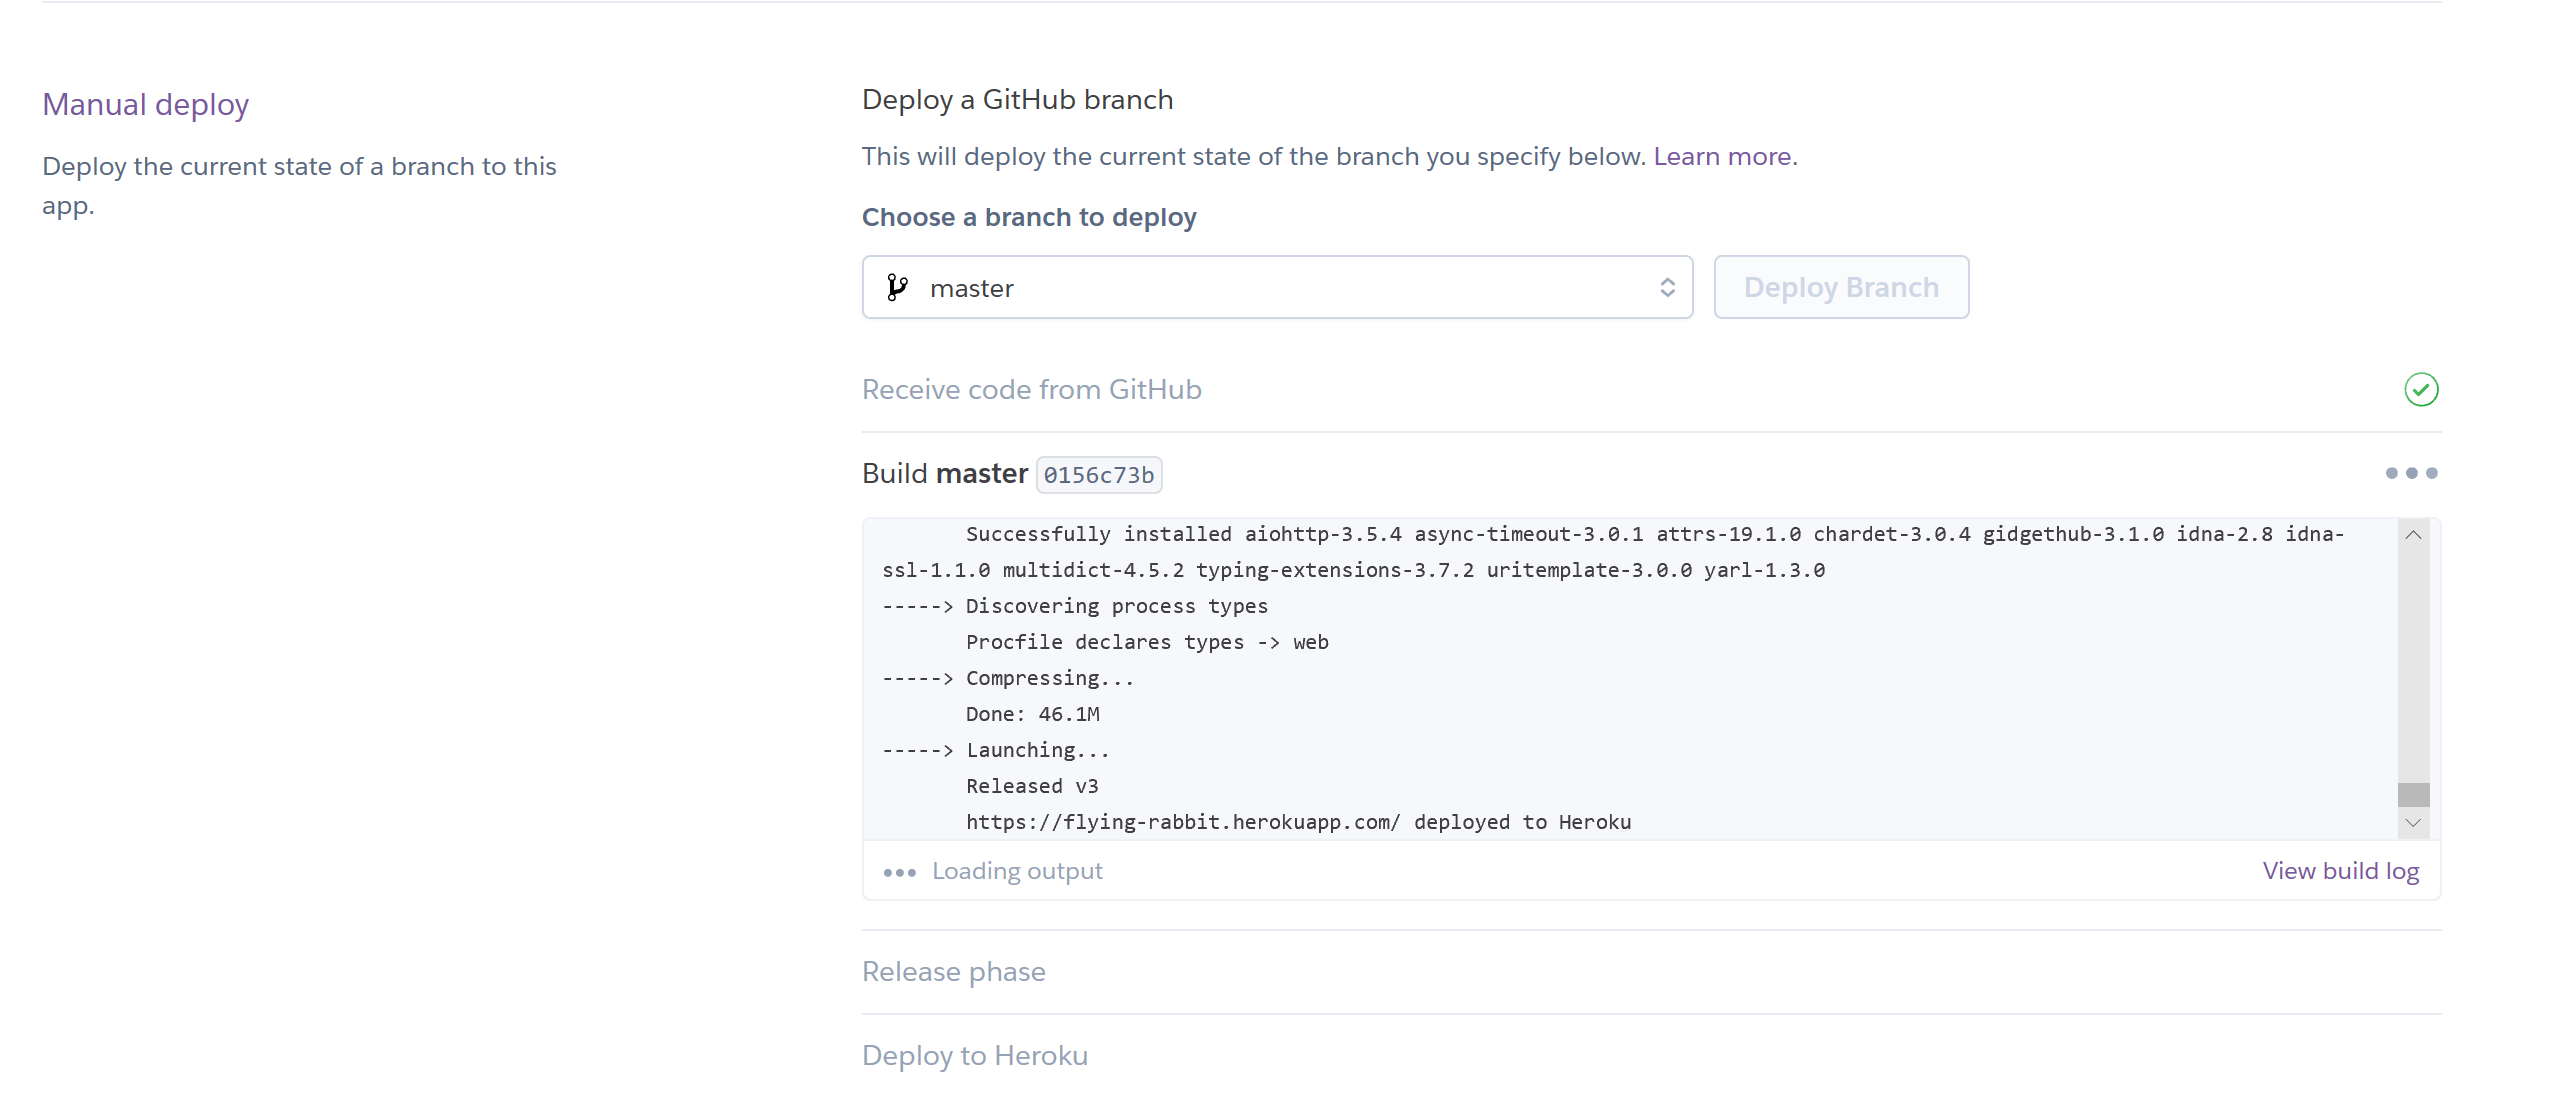 Manual deploy
Deploy the current state of a branch to this
app.
Deploy a GitHub branch
This will deploy the current state of the branch you specify below. Learn more.
Choose a branch to deploy
master
Deploy Branch
Receive code from GitHub
Build master 0156c73b
Successfully installed aiohttp-3.5.4 async-timeout-3.0.1 attrs-19.1.0 chardet-3.0.4 gidgethub-3.1.0 idna-2.8 idna-
ssl-1.1.0 multidict-4.5.2 typing-extensions-3.7.2 uritemplate-3.0.0 yarl-1.3.0
-----> Discovering process types
Procfile declares types -> web
-----> Compressing...
Done: 46.1M
-----> Launching...
Released v3
https://flying-rabbit.herokuapp.com/ deployed to Heroku
Loading output
View build log
Release phase
Deploy to Heroku